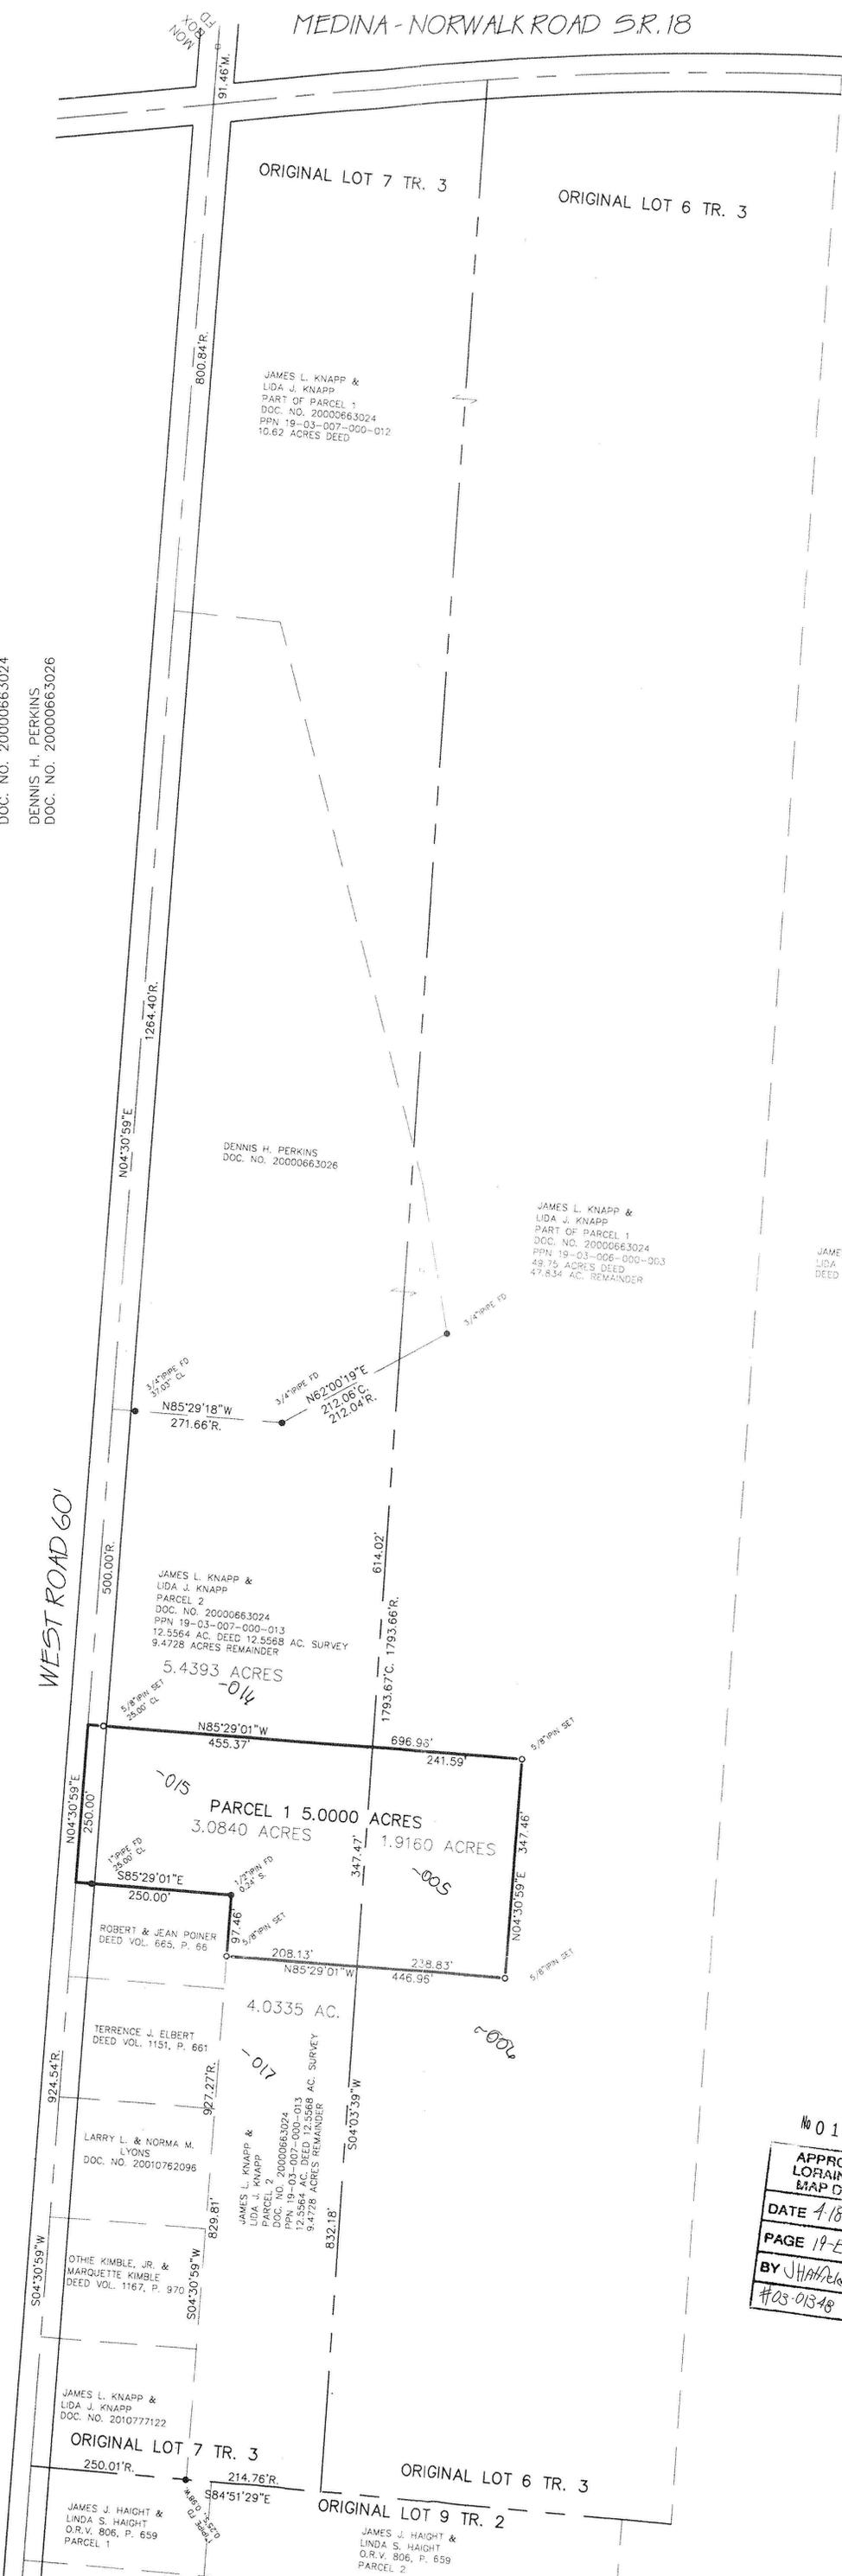 MEDINA-NORWALK ROAD S.R. 18
MON
BOX
FD
91.46'M.
ORIGINAL LOT 7 TR. 3
ORIGINAL LOT 6 TR. 3
800.84'R.
JAMES L. KNAPP &
LIDA J. KNAPP
PART OF PARCEL 1
DOC. NO. 20000663024
PPN 19-03-007-000-012
10.62 ACRES DEED
DOC. NO. 20000663024
DENNIS H. PERKINS
DOC. NO. 20000663026
1264.40'R.
N04°30'59"E
DENNIS H. PERKINS
DOC. NO. 20000663026
JAMES L. KNAPP &
LIDA J. KNAPP
PART OF PARCEL 1
DOC. NO. 20000663024
PPN 19-03-006-000-003
49.75 ACRES DEED
47.834 AC. REMAINDER
JAME
LIDA
DEED
3/4"IPIPE FD
3/4"IPIPE FD
37.03' CL
3/4"IPIPE FD
N62°00'19"E
212.06'C.
212.04'R.
N85°29'18"W
271.66'R.
WEST ROAD 60'
500.00'R.
614.02'
1793.67'C. 1793.66'R.
JAMES L. KNAPP &
LIDA J. KNAPP
PARCEL 2
DOC. NO. 20000663024
PPN 19-03-007-000-013
12.5564 AC. DEED 12.5568 AC. SURVEY
9.4728 ACRES REMAINDER
5.4393 ACRES
-014
5/8"IPIN SET
25.00' CL
N85°29'01"W
455.37'
696.96'
241.59'
5/8"IPIN SET
-015
N04°30'59"E
250.00'
PARCEL 1 5.0000 ACRES
3.0840 ACRES
1.9160 ACRES
-005
347.47'
N04°30'59"E 347.46'
1"IPIPE FD
25.00' CL
S85°29'01"E
250.00'
1/2"IPIN FD
0.24' S.
97.46'
5/8"IPIN SET
ROBERT & JEAN POINER
DEED VOL. 665, P. 66
208.13'
N85°29'01"W
238.83'
446.96'
5/8"IPIN SET
4.0335 AC.
-006
-017
TERRENCE J. ELBERT
DEED VOL. 1151, P. 661
924.54'R.
927.27'R.
JAMES L. KNAPP &
LIDA J. KNAPP
PARCEL 2
DOC. NO. 20000663024
PPN 19-03-007-000-013
12.5564 AC. DEED 12.5568 AC. SURVEY
9.4728 ACRES REMAINDER
S04°03'39"W
832.18'
LARRY L. & NORMA M.
LYONS
DOC. NO. 20010762096
829.81'
S04°30'59"W
S04°30'59"W
OTHIE KIMBLE, JR. &
MARQUETTE KIMBLE
DEED VOL. 1167, P. 970
No 01
APPRO
LORAIN
MAP D
DATE 4-18
PAGE 19-E
BY JHatfiel
#03-01348
JAMES L. KNAPP &
LIDA J. KNAPP
DOC. NO. 2010777122
ORIGINAL LOT 7 TR. 3
250.01'R.
214.76'R.
S84°51'29"E
1"IPIPE FD
0.25'S. 0.98'W.
ORIGINAL LOT 6 TR. 3
ORIGINAL LOT 9 TR. 2
JAMES J. HAIGHT &
LINDA S. HAIGHT
O.R.V. 806, P. 659
PARCEL 1
JAMES J. HAIGHT &
LINDA S. HAIGHT
O.R.V. 806, P. 659
PARCEL 2